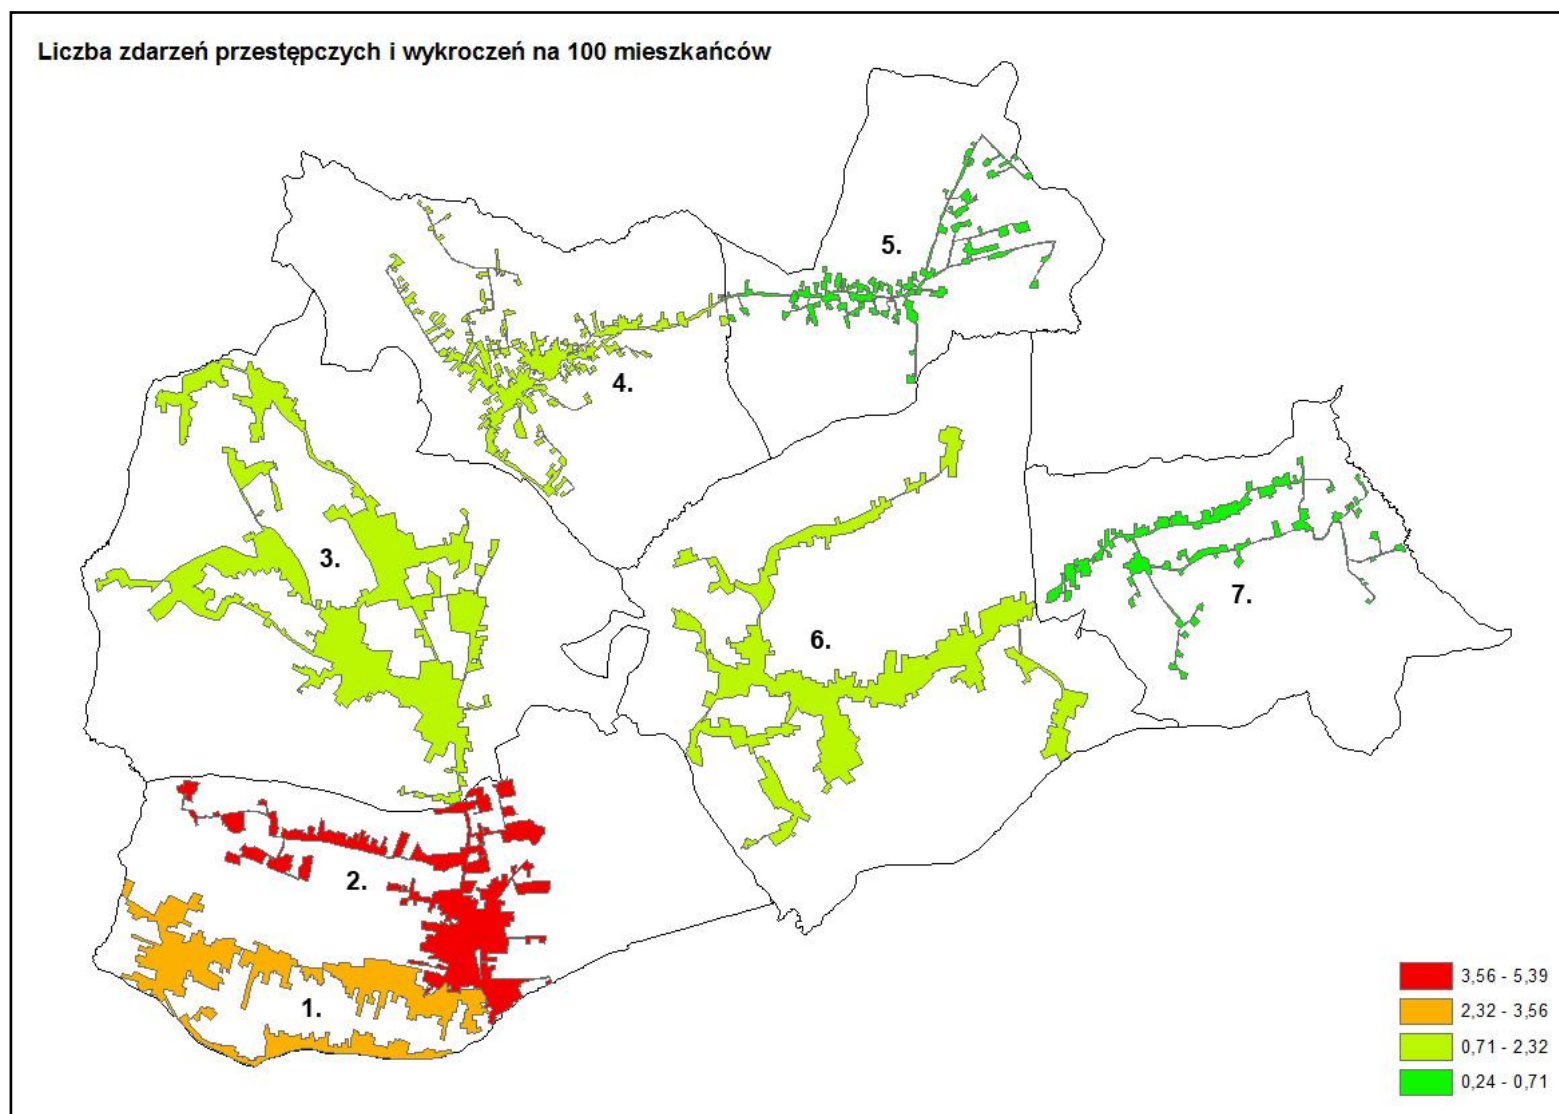 Liczba zdarzeń przestępczych i wykroczeń na 100 mieszkańców
5.
4.
3.
7.
6.
2.
1.
3,56 - 5,39
2,32 - 3,56
0,71 - 2,32
0,24 - 0,71